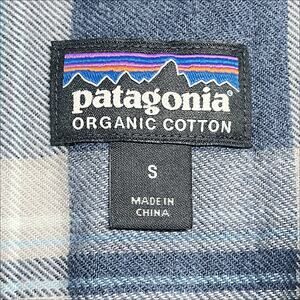 patagonia
ORGANIC COTTON
S
MADE IN
CHINA